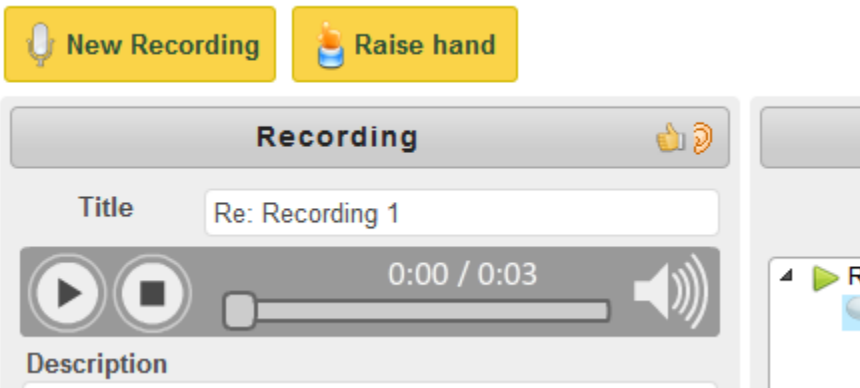 New Recording Raise hand
Recording
Title Re: Recording 1
0:00 / 0:03
Description